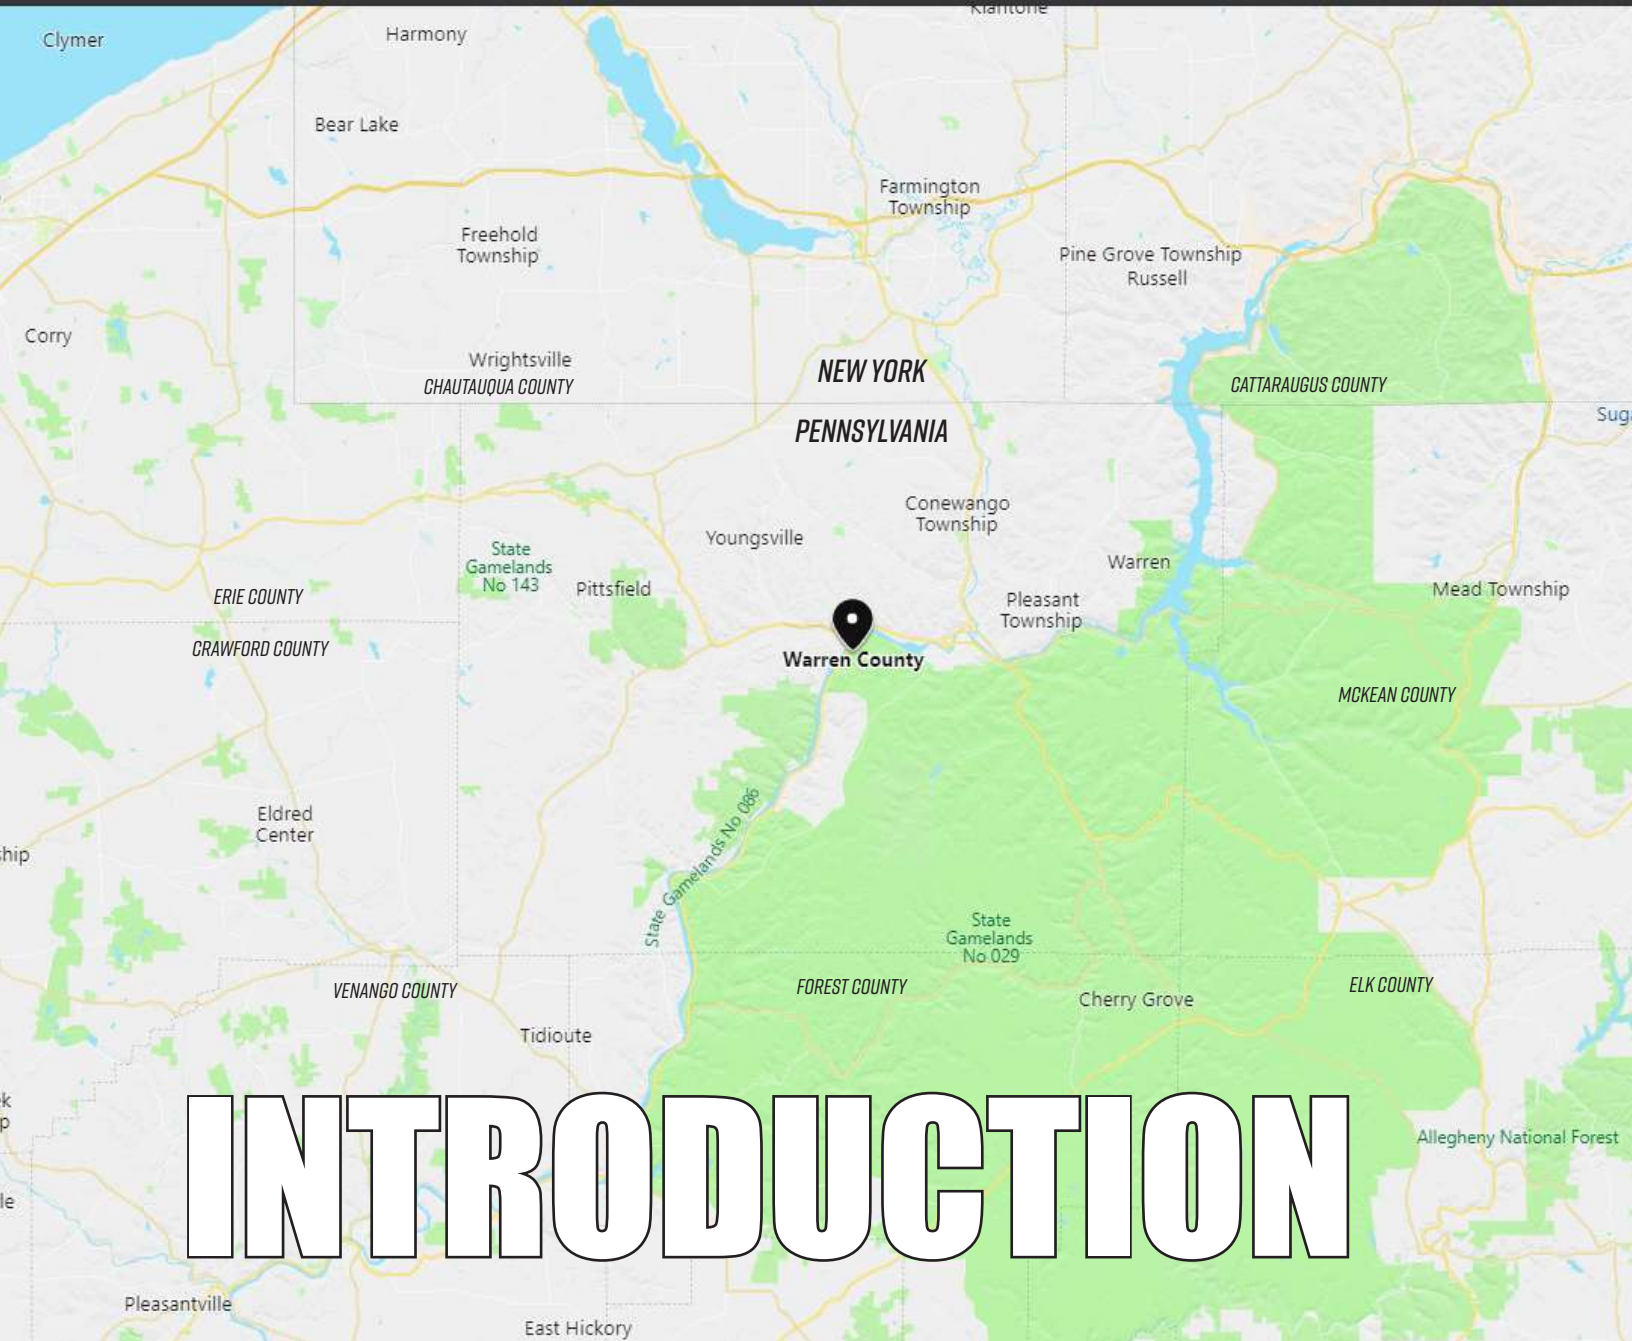 Klantone
Clymer
Harmony
Bear Lake
Farmington
Township
Freehold
Township
Pine Grove Township
Russell
Corry
Wrightsville
CHAUTAUQUA COUNTY
NEW YORK
CATTARAUGUS COUNTY
PENNSYLVANIA
Conewango
Township
Youngsville
State
Gamelands
No 143
Pittsfield
Warren
Mead Township
ERIE COUNTY
Pleasant
Township
CRAWFORD COUNTY
Warren County
MCKEAN COUNTY
State Gamelands No 086
Eldred
Center
State
Gamelands
No 029
VENANGO COUNTY
FOREST COUNTY
ELK COUNTY
Cherry Grove
Tidioute
INTRODUCTION
Allegheny National Forest
Pleasantville
East Hickory